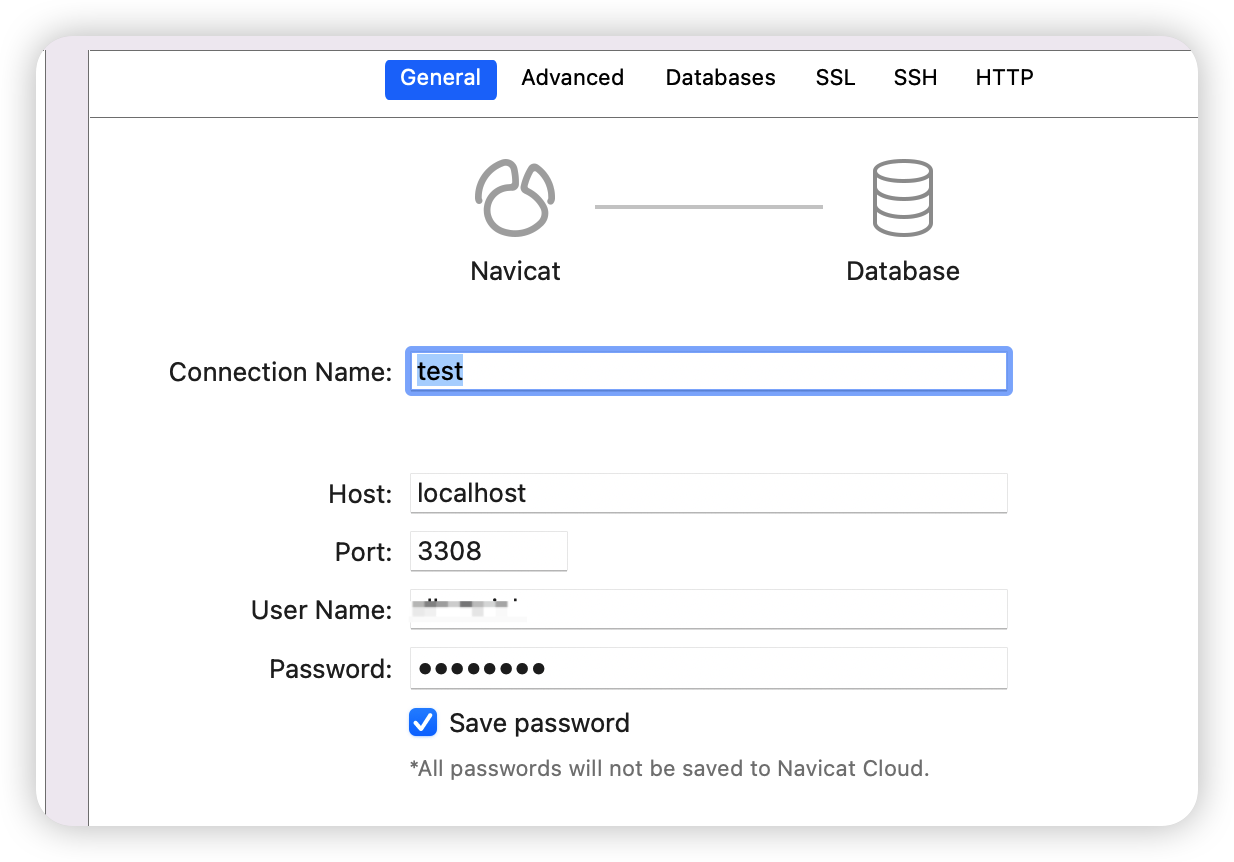 General Advanced Databases SSL SSH HTTP
Navicat Database
Connection Name: test
Host: localhost
Port: 3308
User Name:
Password: ●●●●●●●●
Save password
*All passwords will not be saved to Navicat Cloud.